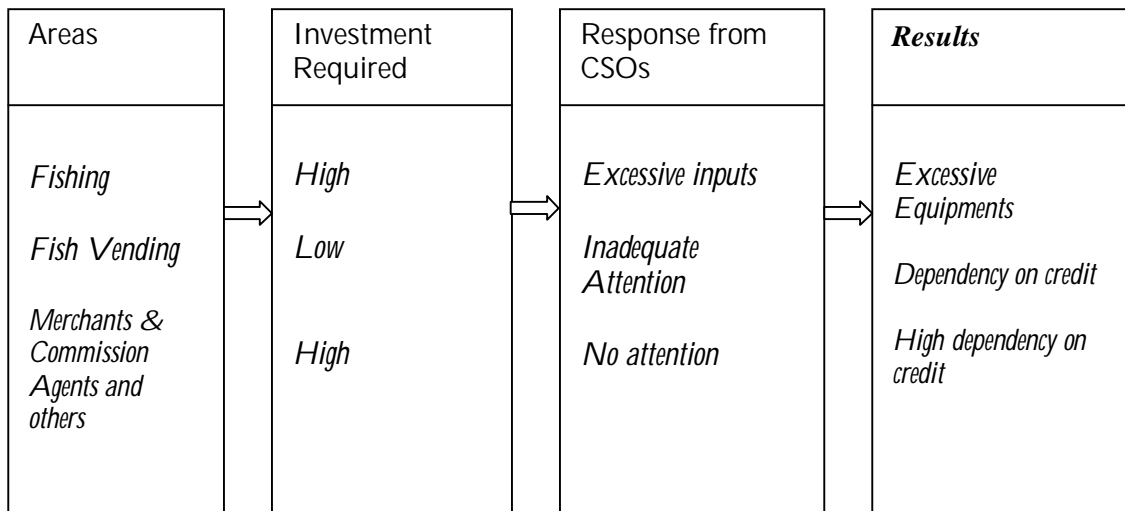 Areas
Fishing
Fish Vending
Merchants &
Commission
Agents and
others
Investment
Required
High
Low
High
Response from
CSOs
Excessive inputs
Inadequate
Attention
No attention
Results
Excessive
Equipments
Dependency on credit
High dependency on
credit